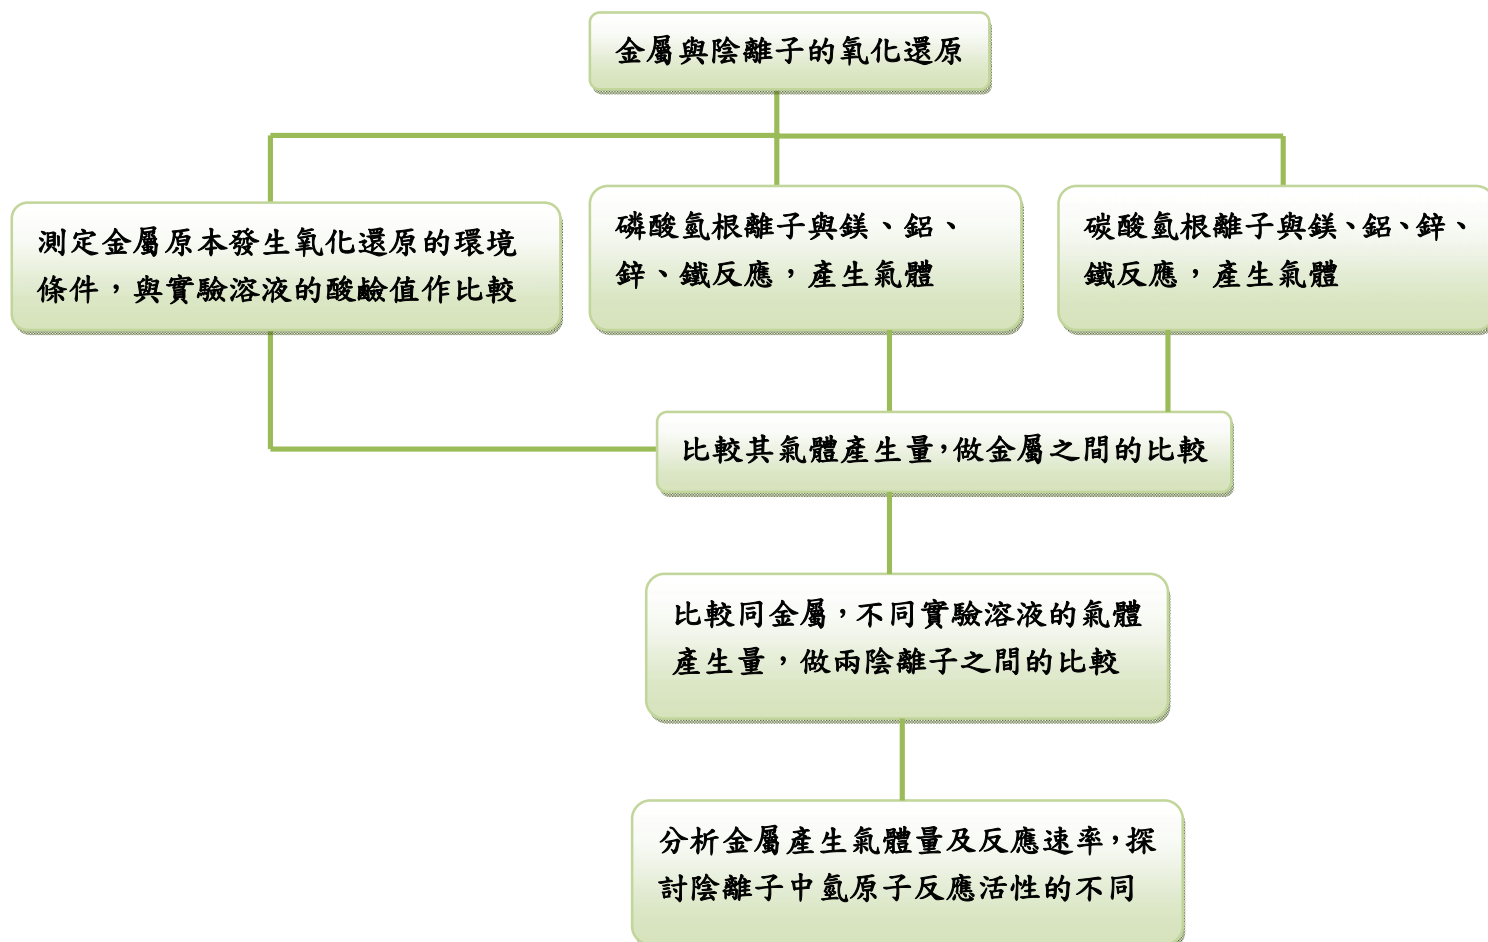 金屬與陰離子的氧化還原
測定金屬原本發生氧化還原的環境
條件，與實驗溶液的酸鹼值作比較
磷酸氫根離子與鎂、鋁、
鋅、鐵反應，產生氣體
碳酸氫根離子與鎂、鋁、鋅、
鐵反應，產生氣體
比較其氣體產生量，做金屬之間的比較
比較同金屬，不同實驗溶液的氣體
產生量，做兩陰離子之間的比較
分析金屬產生氣體量及反應速率，探
討陰離子中氫原子反應活性的不同